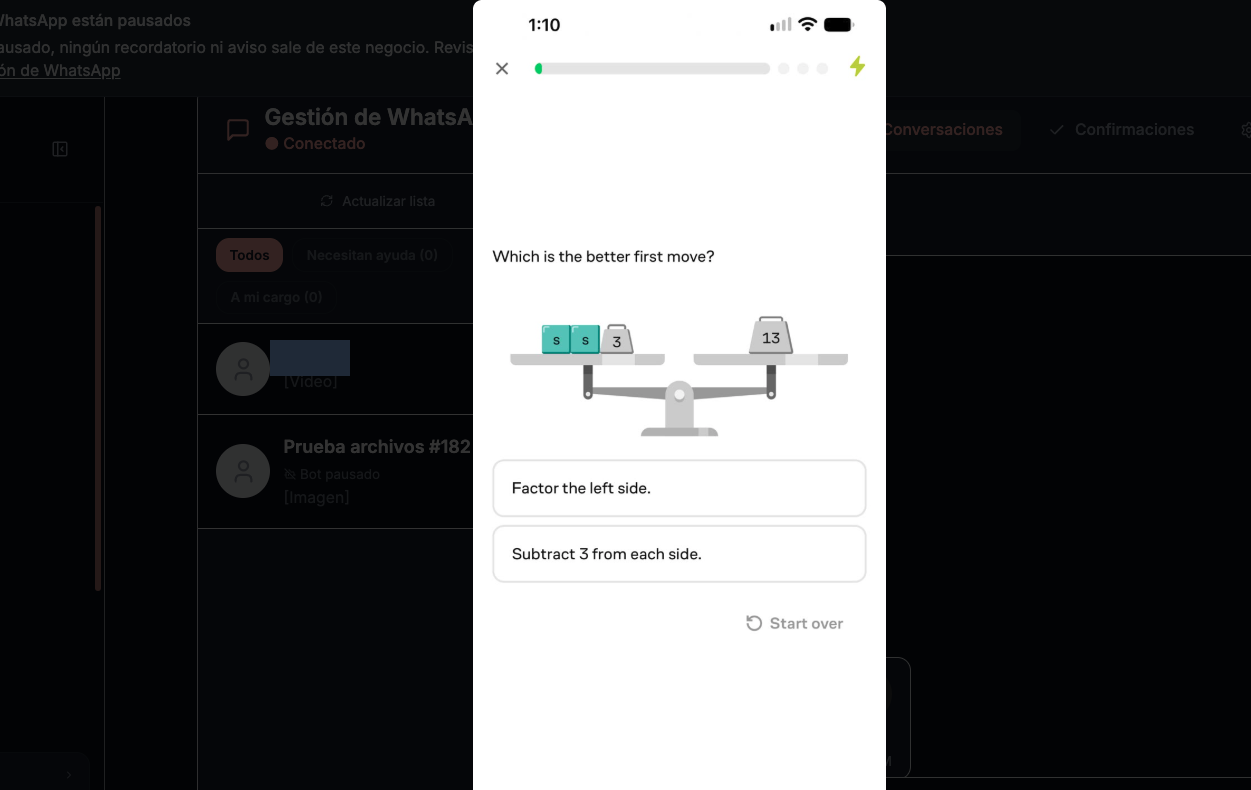 WhatsApp están pausados
ausado, ningún recordatorio ni aviso sale de este negocio. Revis
ón de WhatsApp
Gestión de WhatsA
Conectado
Conversaciones
Confirmaciones
Actualizar lista
Todos
Necesitan ayuda (0)
A mi cargo (0)
[Video]
Prueba archivos #182
Bot pausado
[Imagen]
M
1:10
Which is the better first move?
s s 3
13
Factor the left side.
Subtract 3 from each side.
Start over